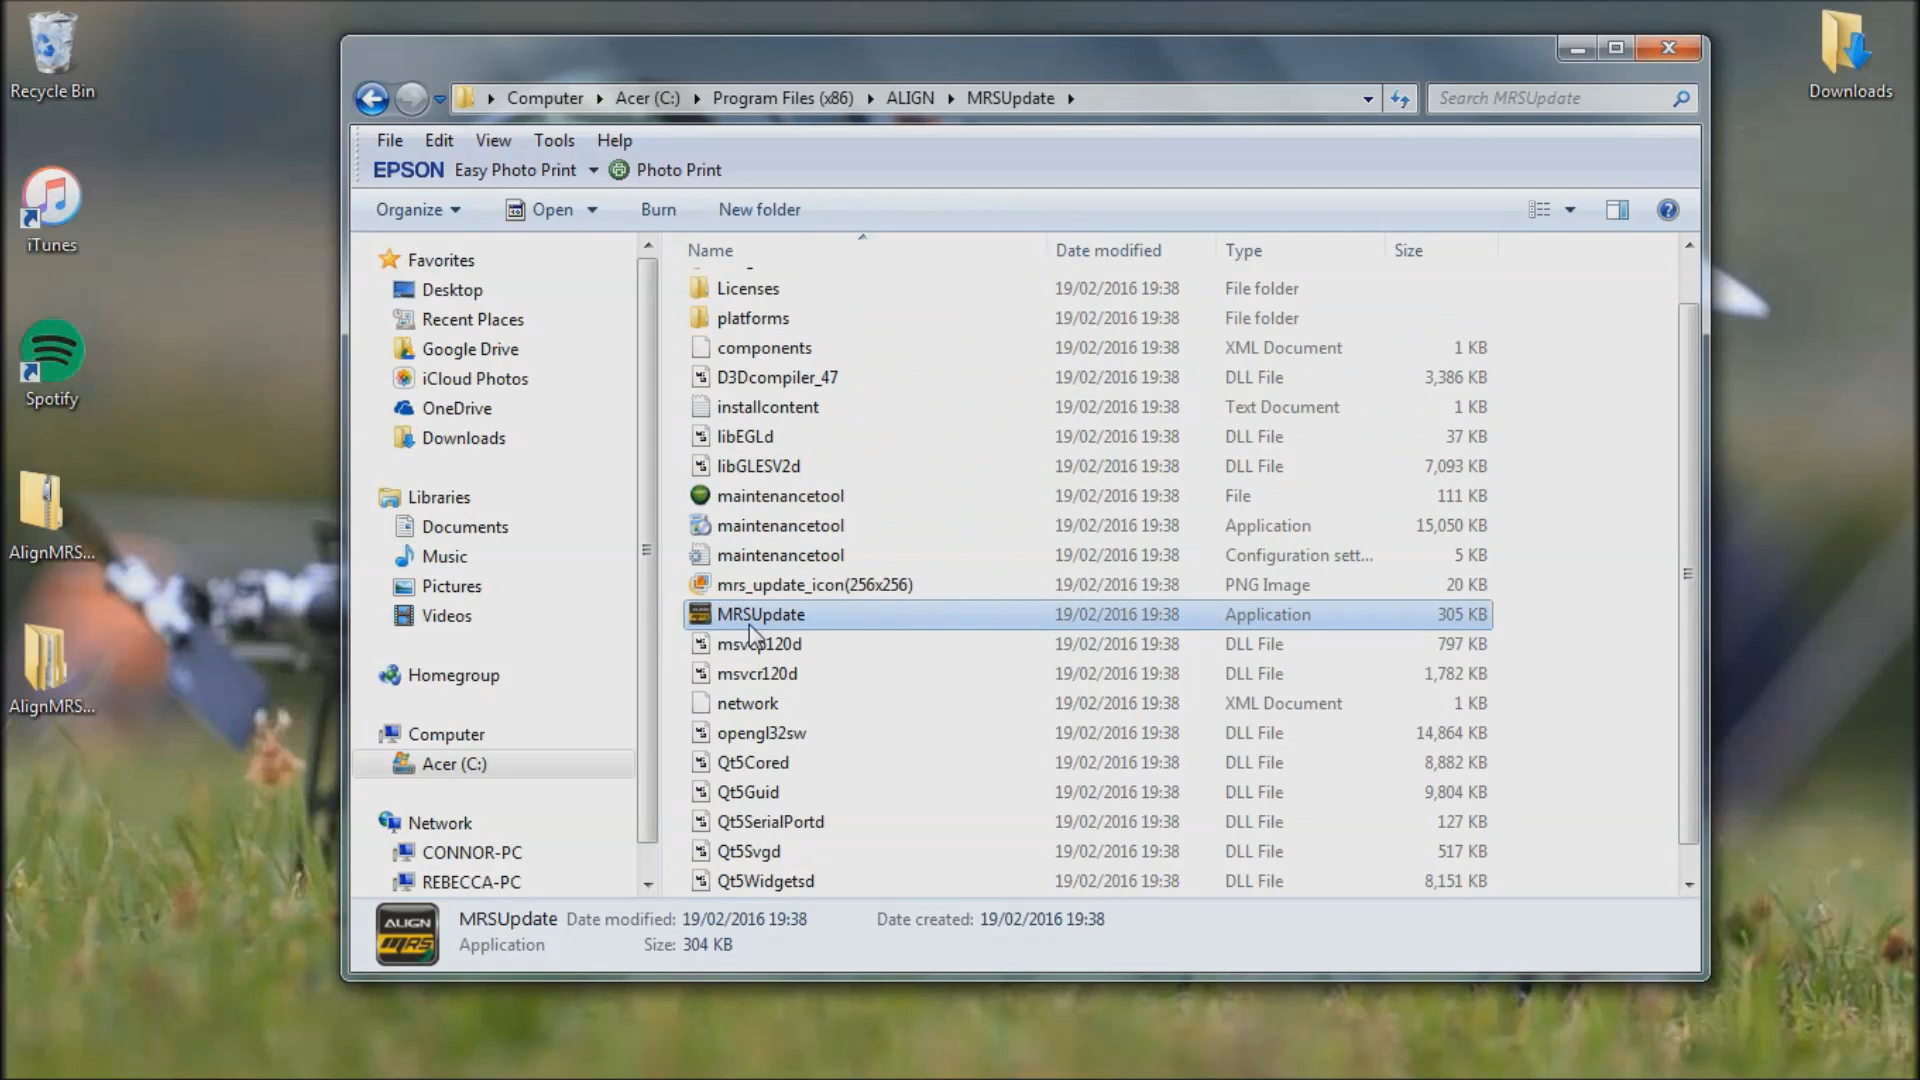 Recycle Bin
iTunes
Spotify
AlignMRS...
AlignMRS...
Downloads
Computer Acer (C:) Program Files (x86) ALIGN MRSUpdate
Search MRSUpdate
File Edit View Tools Help
EPSON Easy Photo Print Photo Print
Organize Open Burn New folder
Favorites
Desktop
Recent Places
Google Drive
iCloud Photos
OneDrive
Downloads
Libraries
Documents
Music
Pictures
Videos
Homegroup
Computer
Acer (C:)
Network
CONNOR-PC
REBECCA-PC
Name Date modified Type Size
Licenses 19/02/2016 19:38 File folder
platforms 19/02/2016 19:38 File folder
components 19/02/2016 19:38 XML Document 1 KB
D3Dcompiler_47 19/02/2016 19:38 DLL File 3,386 KB
installcontent 19/02/2016 19:38 Text Document 1 KB
libEGLd 19/02/2016 19:38 DLL File 37 KB
libGLESV2d 19/02/2016 19:38 DLL File 7,093 KB
maintenancetool 19/02/2016 19:38 File 111 KB
maintenancetool 19/02/2016 19:38 Application 15,050 KB
maintenancetool 19/02/2016 19:38 Configuration sett... 5 KB
mrs_update_icon(256x256) 19/02/2016 19:38 PNG Image 20 KB
MRSUpdate 19/02/2016 19:38 Application 305 KB
msvcp120d 19/02/2016 19:38 DLL File 797 KB
msvcr120d 19/02/2016 19:38 DLL File 1,782 KB
network 19/02/2016 19:38 XML Document 1 KB
opengl32sw 19/02/2016 19:38 DLL File 14,864 KB
Qt5Cored 19/02/2016 19:38 DLL File 8,882 KB
Qt5Guid 19/02/2016 19:38 DLL File 9,804 KB
Qt5SerialPortd 19/02/2016 19:38 DLL File 127 KB
Qt5Svgd 19/02/2016 19:38 DLL File 517 KB
Qt5Widgetsd 19/02/2016 19:38 DLL File 8,151 KB
ALIGN
MRS
MRSUpdate Date modified: 19/02/2016 19:38 Date created: 19/02/2016 19:38
Application Size: 304 KB